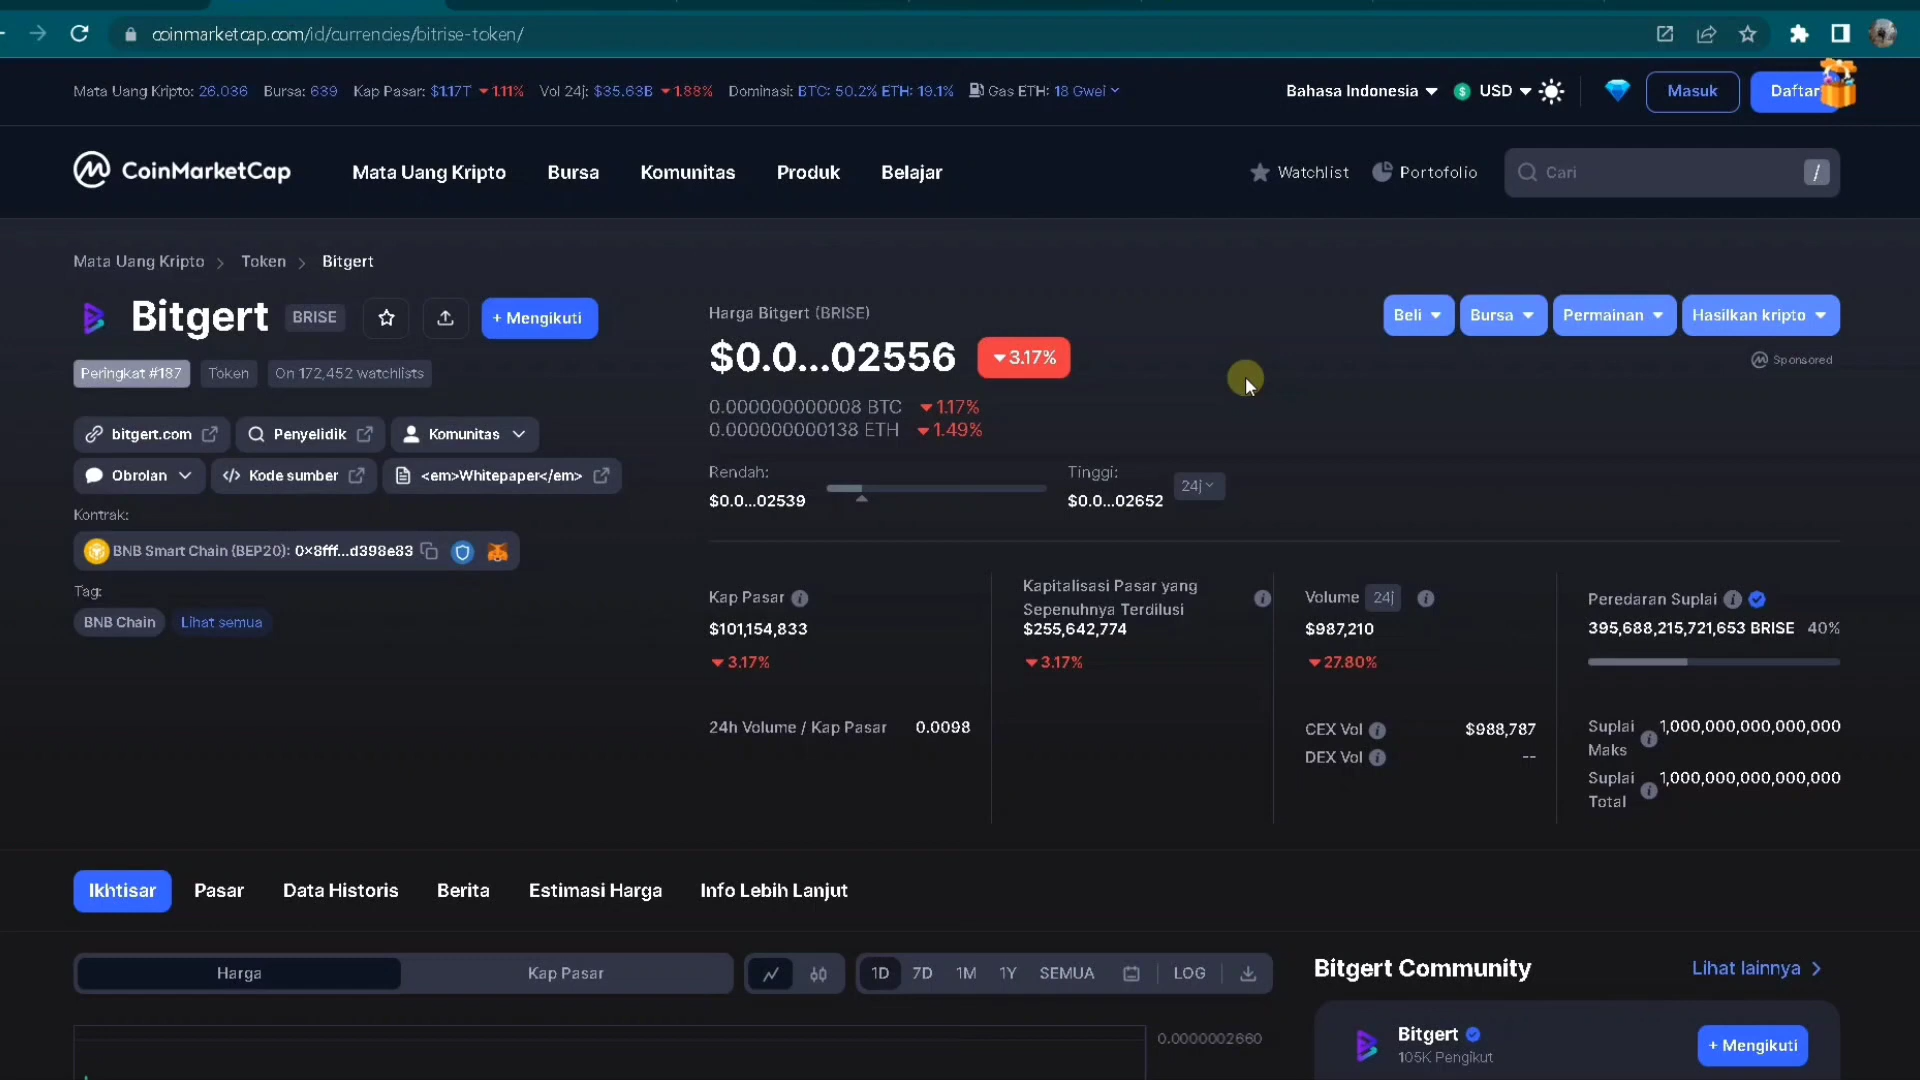 coinmarketcap.com/id/currencies/bitrise-token/
Mata Uang Kripto: 26.036 Bursa: 639 Kap Pasar: $1.17T 1.11% Vol 24j: $35.63B 1.88% Dominasi: BTC: 50.2% ETH: 19.1% Gas ETH: 18 Gwei Bahasa Indonesia USD Masuk Daftar
CoinMarketCap Mata Uang Kripto Bursa Komunitas Produk Belajar Watchlist Portofolio Cari /
Mata Uang Kripto > Token > Bitgert
Bitgert BRISE + Mengikuti
Peringkat #187 Token On 172,452 watchlists
bitgert.com Penyelidik Komunitas
Obrolan Kode sumber <em>Whitepaper</em>
Kontrak:
BNB Smart Chain (BEP20): 0x8fff...d398e83
Tag:
BNB Chain Lihat semua
Harga Bitgert (BRISE)
$0.0...02556 3.17%
0.000000000008 BTC 1.17%
0.000000000138 ETH 1.49%
Rendah: Tinggi:
$0.0...02539 $0.0...02652 24j
Beli Bursa Permainan Hasilkan kripto
Sponsored
Kap Pasar
$101,154,833
3.17%
24h Volume / Kap Pasar 0.0098
Kapitalisasi Pasar yang
Sepenuhnya Terdilusi
$255,642,774
3.17%
Volume 24j
$987,210
27.80%
CEX Vol $988,787
DEX Vol --
Peredaran Suplai
395,688,215,721,653 BRISE 40%
Suplai Maks 1,000,000,000,000,000
Suplai Total 1,000,000,000,000,000
Ikhtisar Pasar Data Historis Berita Estimasi Harga Info Lebih Lanjut
Harga Kap Pasar 1D 7D 1M 1Y SEMUA LOG
0.0000002660
Bitgert Community Lihat lainnya >
Bitgert + Mengikuti
105K Pengikut